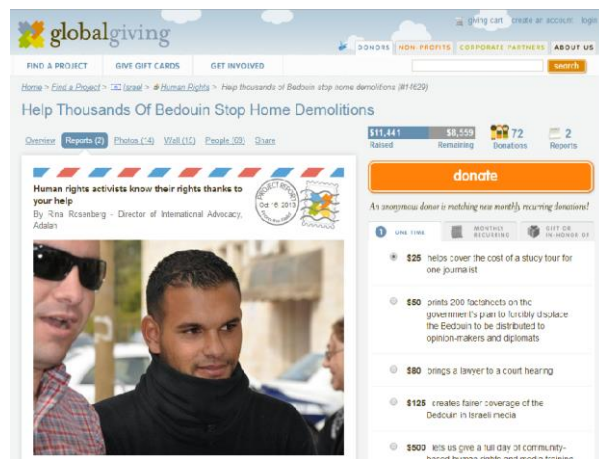 globalgiving
giving cart create an account login
DONORS NON-PROFITS CORPORATE PARTNERS ABOUT US
FIND A PROJECT GIVE GIFT CARDS GET INVOLVED
search
Home > Find a Project > Israel > Human Rights > Help thousands of Bedouin stop home demolitions (#14629)
Help Thousands Of Bedouin Stop Home Demolitions
Overview Reports (2) Photos (14) Wall (10) People (69) Share
$11,441 $8,559 72 2
Raised Remaining Donations Reports
donate
An anonymous donor is matching new monthly recurring donations!
Human rights activists know their rights thanks to
your help
By Rina Rosenberg - Director of International Advocacy,
Adalah
PROJECT REPORT
Oct 16 2013
1 ONE TIME
MONTHLY
RECURRING
GIFT OR
IN-HONOR OF
$25 helps cover the cost of a study tour for
one journalist
$50 prints 200 factsheets on the
government's plan to forcibly displace
the Bedouin to be distributed to
opinion-makers and diplomats
$80 brings a lawyer to a court hearing
$125 creates fairer coverage of the
Bedouin in Israeli media
$500 lets us give a full day of community-
based human rights and media training